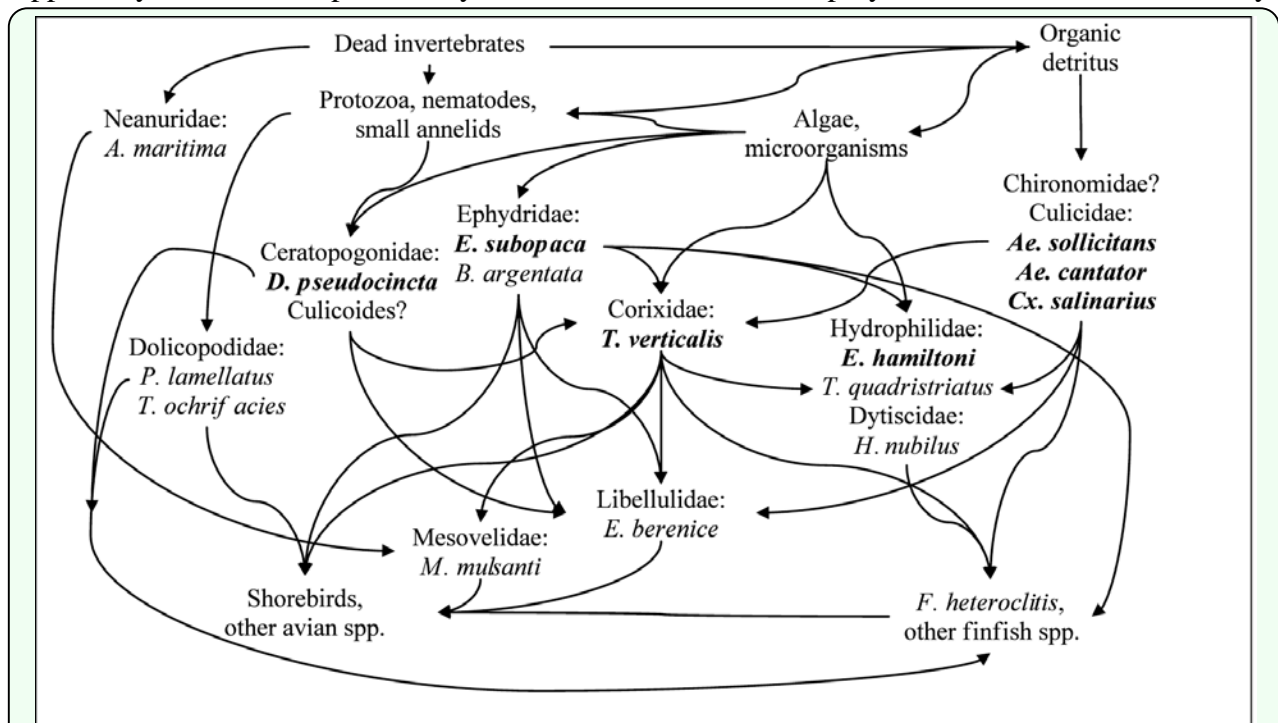 Dead invertebrates
Organic
detritus
Protozoa, nematodes,
small annelids
Neanuridae:
A. maritima
Algae,
microorganisms
Chironomidae?
Culicidae:
Ae. sollicitans
Ae. cantator
Cx. salinarius
Ephydridae:
E. subopaca
B. argentata
Ceratopogonidae:
D. pseudocincta
Culicoides?
Corixidae:
T. verticalis
Hydrophilidae:
E. hamiltoni
T. quadristriatus
Dytiscidae:
H. nubilus
Dolicopodidae:
P. lamellatus
T. ochrif acies
Libellulidae:
E. berenice
Mesovelidae:
M. mulsanti
Shorebirds,
other avian spp.
F. heteroclitis,
other finfish spp.